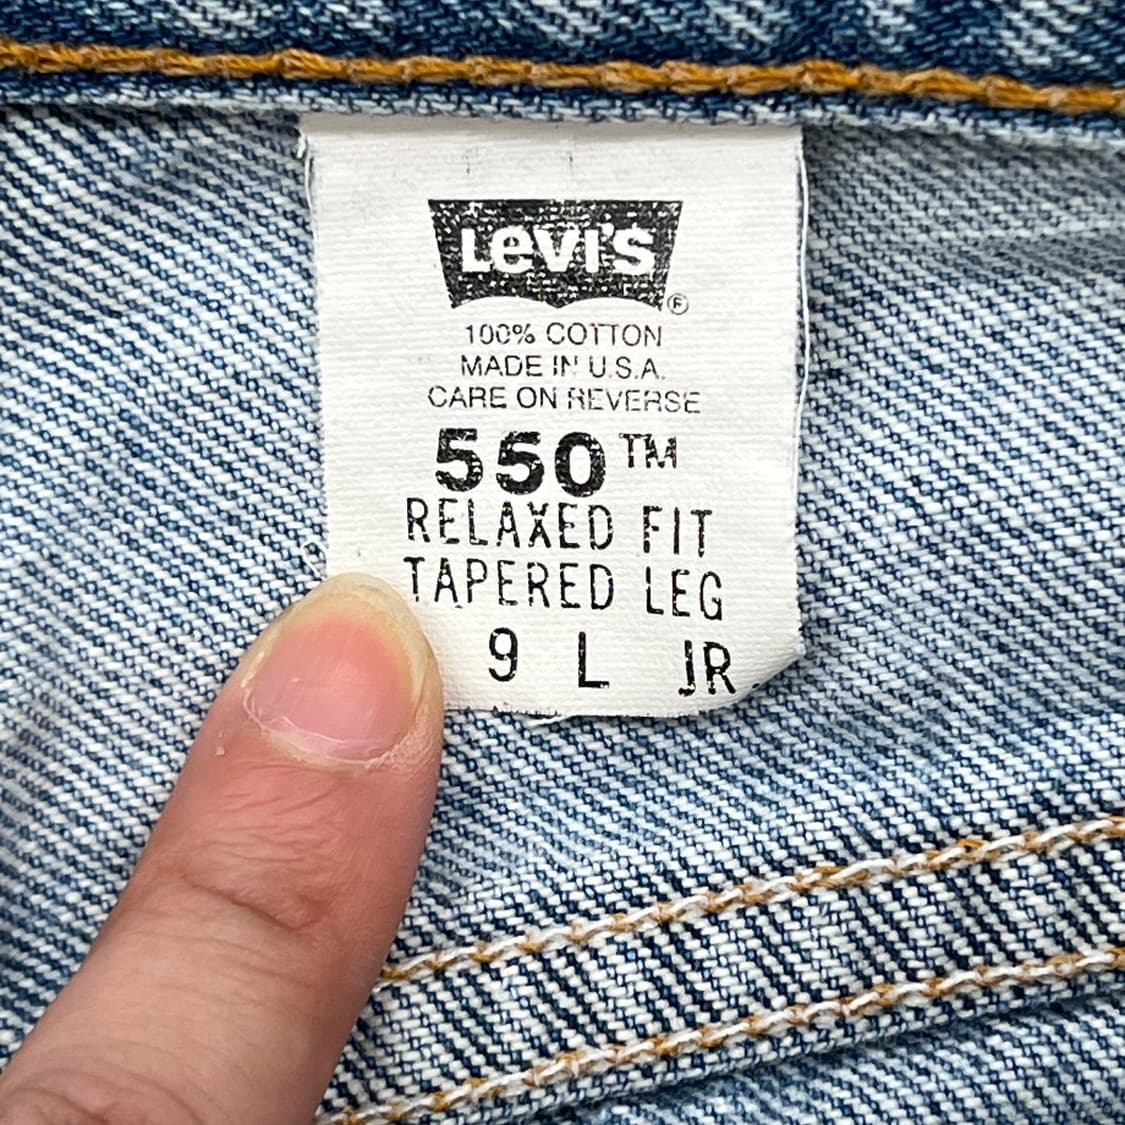 Levi's ®
100% COTTON
MADE IN U.S.A.
CARE ON REVERSE
550™
RELAXED FIT
TAPERED LEG
9 L JR.